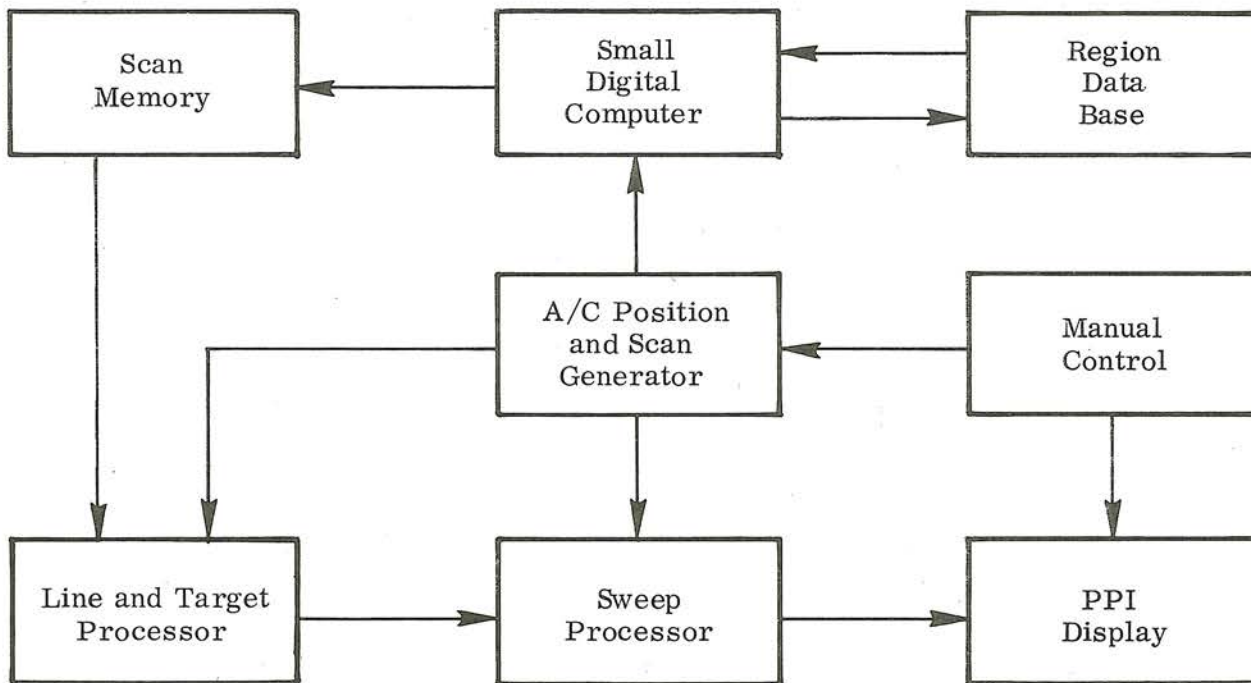 Scan
Memory
Small
Digital
Computer
Region
Data
Base
A/C Position
and Scan
Generator
Manual
Control
Line and Target
Processor
Sweep
Processor
PPI
Display